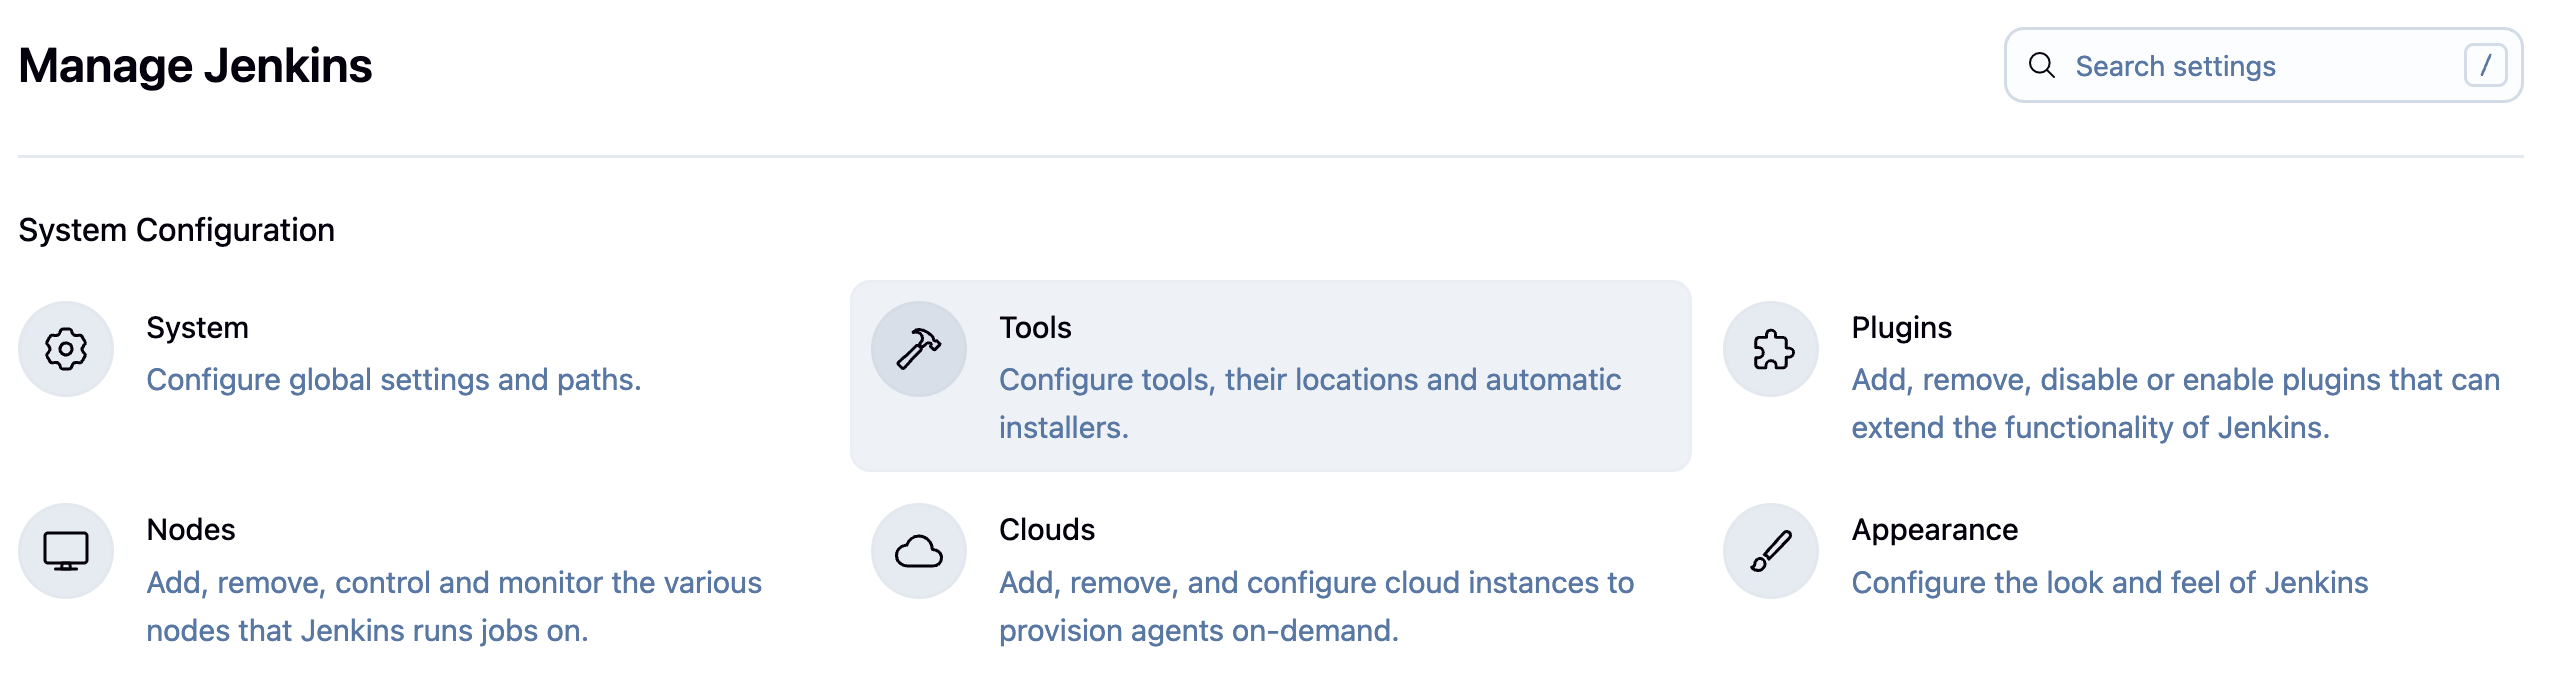 Manage Jenkins
Search settings
/
System Configuration
System
Configure global settings and paths.
Tools
Configure tools, their locations and automatic
installers.
Plugins
Add, remove, disable or enable plugins that can
extend the functionality of Jenkins.
Nodes
Add, remove, control and monitor the various
nodes that Jenkins runs jobs on.
Clouds
Add, remove, and configure cloud instances to
provision agents on-demand.
Appearance
Configure the look and feel of Jenkins